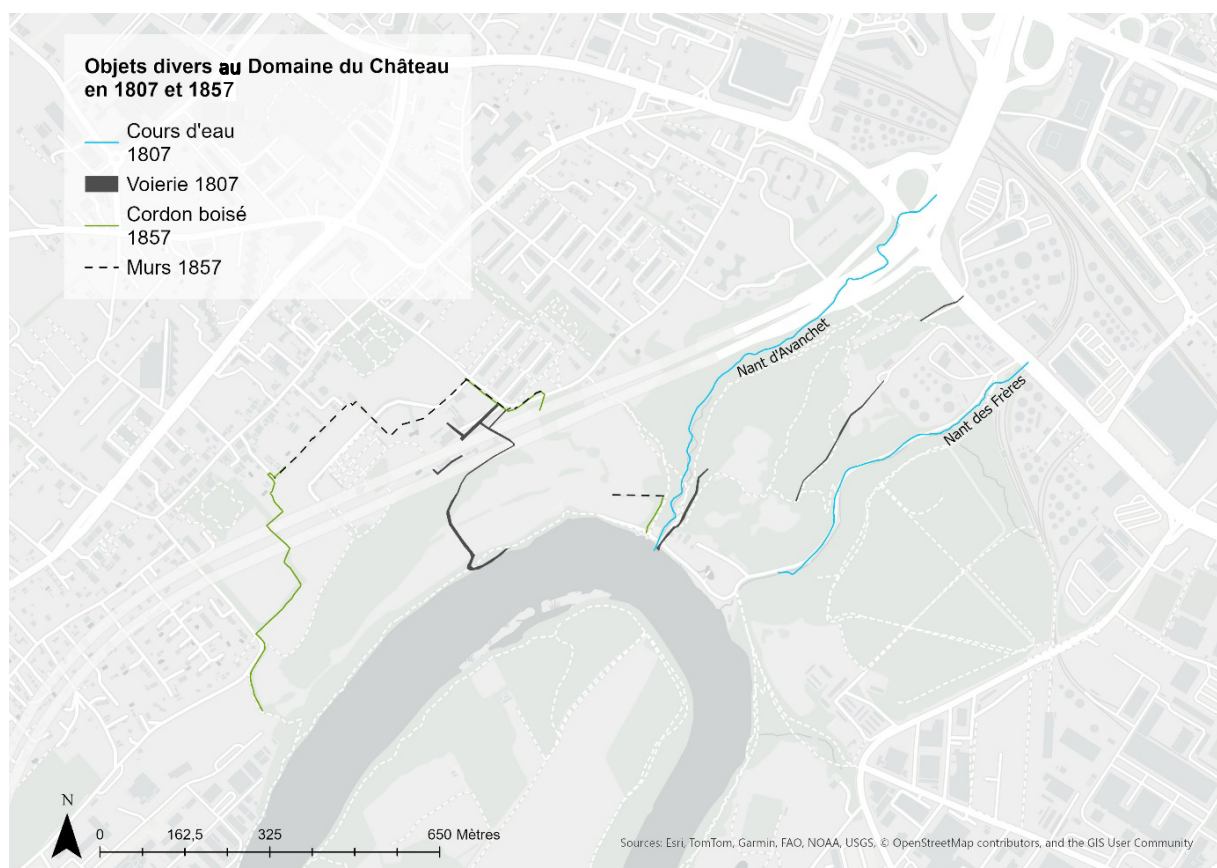 Objets divers au Domaine du Château
en 1807 et 1857
Cours d'eau
1807
Voierie 1807
Cordon boisé
1857
Murs 1857
Nant d'Avanchet
Nant des Frères
N
0 162,5 325 650 Mètres
Sources: Esri, TomTom, Garmin, FAO, NOAA, USGS, © OpenStreetMap contributors, and the GIS User Community